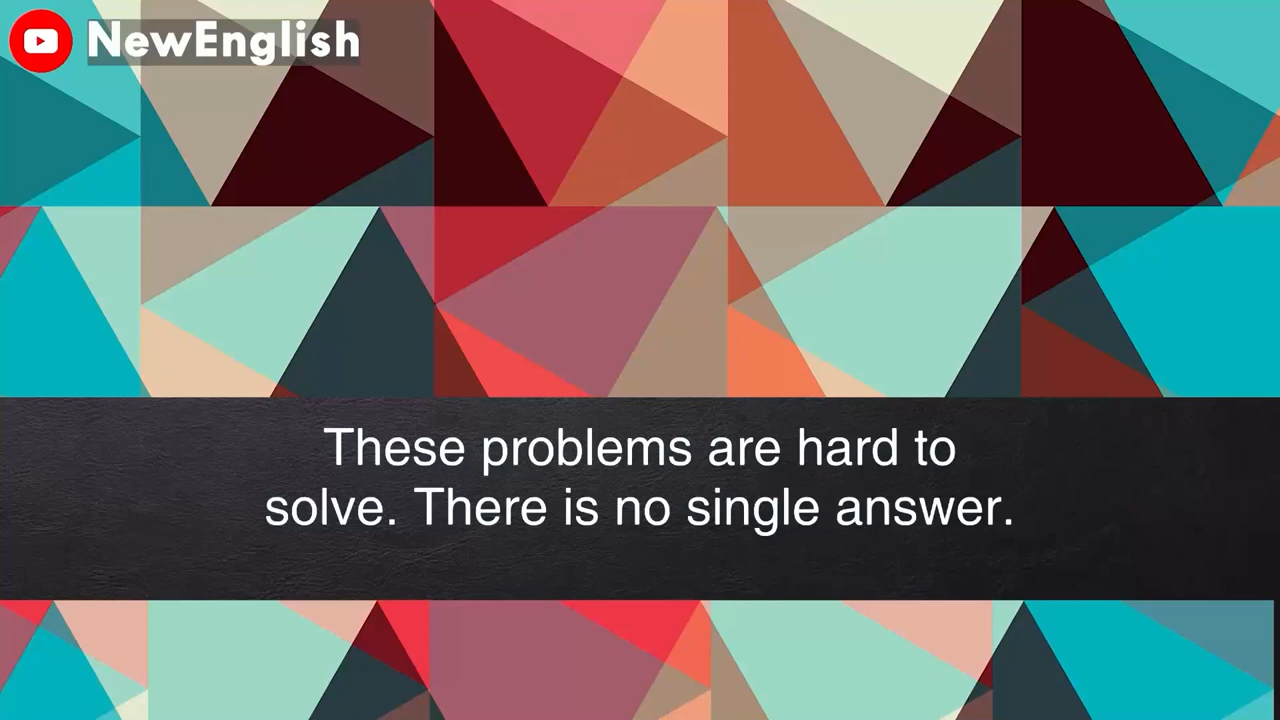 NewEnglish
These problems are hard to
solve. There is no single answer.